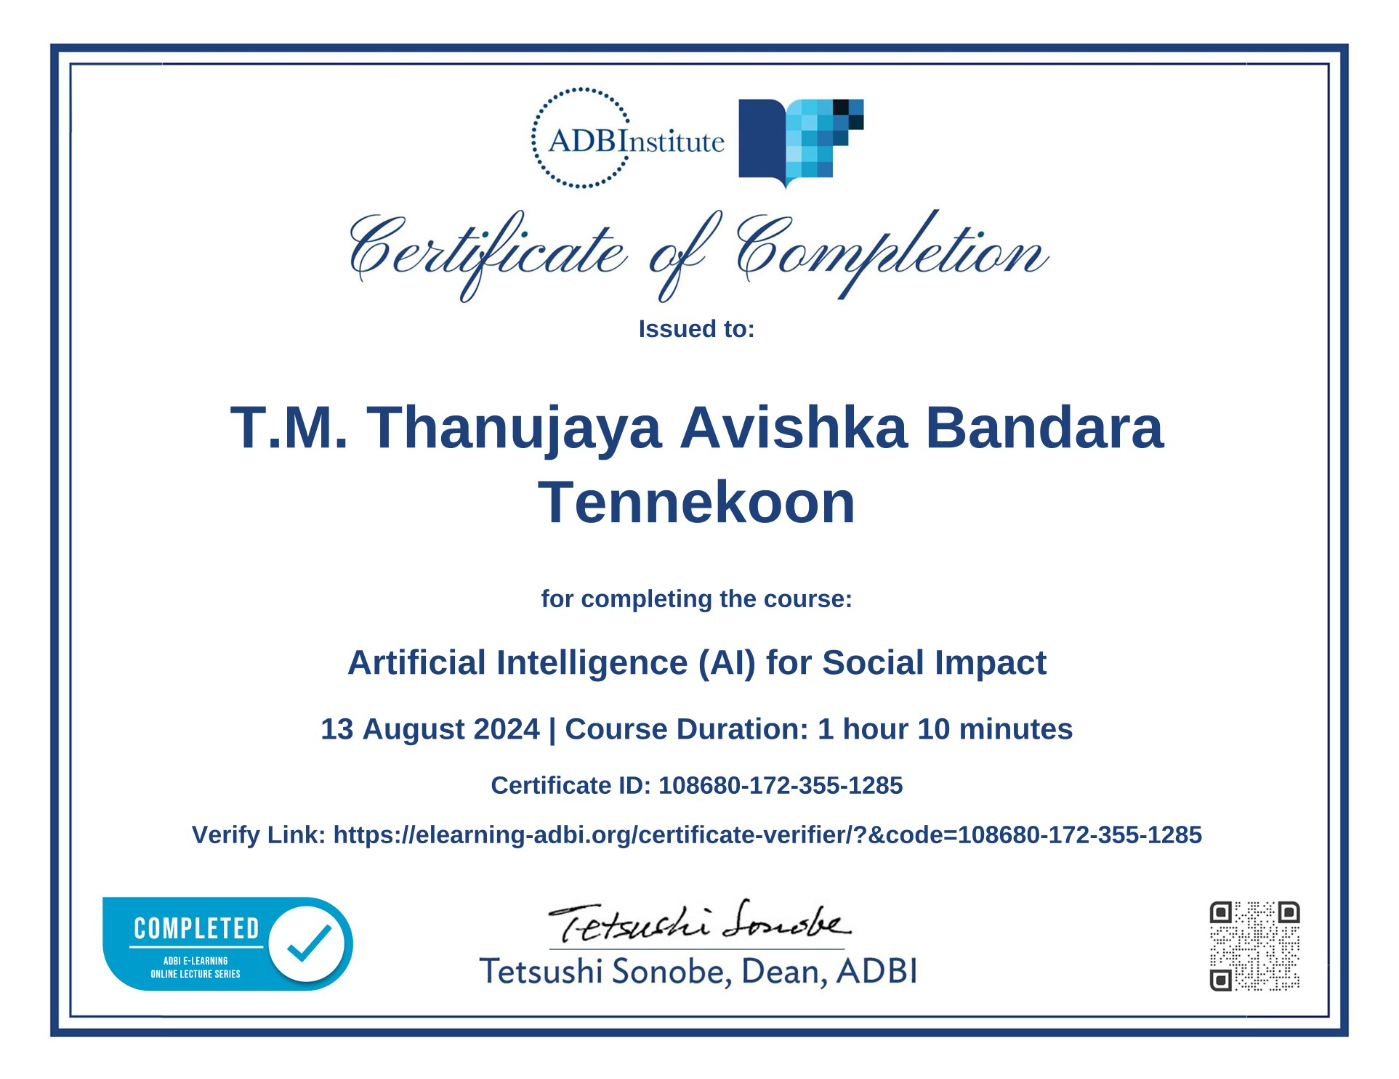 ADBInstitute
Certificate of Completion
Issued to:
T.M. Thanujaya Avishka Bandara
Tennekoon
for completing the course:
Artificial Intelligence (AI) for Social Impact
13 August 2024 | Course Duration: 1 hour 10 minutes
Certificate ID: 108680-172-355-1285
Verify Link: https://elearning-adbi.org/certificate-verifier/?&code=108680-172-355-1285
COMPLETED
ADBI E-LEARNING
ONLINE LECTURE SERIES
Tetsushi Sonobe
Tetsushi Sonobe, Dean, ADBI